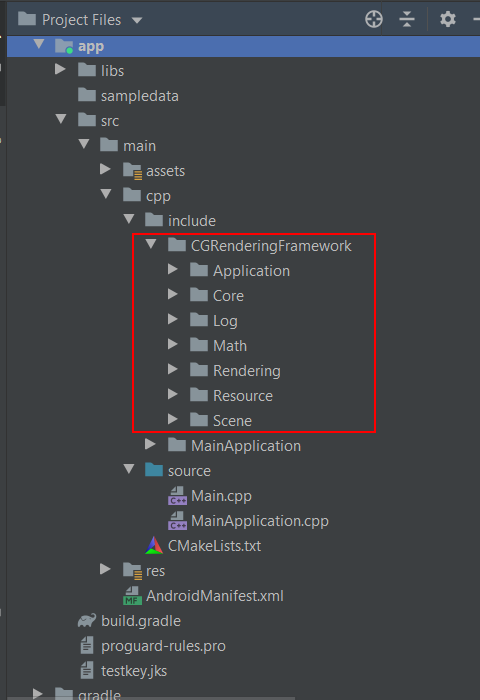 Project Files
app
libs
sampledata
src
main
assets
cpp
include
CGRenderingFramework
Application
Core
Log
Math
Rendering
Resource
Scene
MainApplication
source
C++ Main.cpp
C++ MainApplication.cpp
CMakeLists.txt
res
MF AndroidManifest.xml
build.gradle
proguard-rules.pro
testkey.jks
gradle